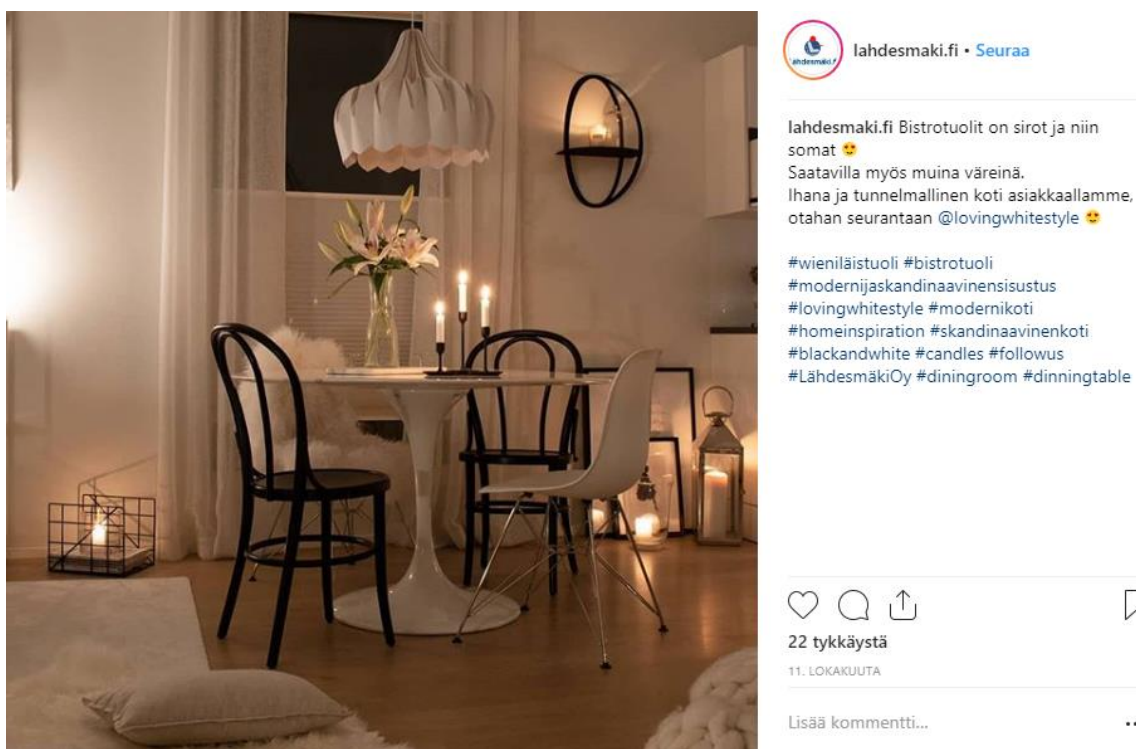 lahdesmaki.fi • Seuraa
lahdesmaki.fi
lahdesmaki.fi Bistrotuolit on sirot ja niin
somat 😍
Saatavilla myös muina väreinä.
Ihana ja tunnelmallinen koti asiakkaallamme,
otahan seurantaan @lovingwhitestyle 😍
#wieniläistuoli #bistrotuoli
#modernijaskandinaavinensisustus
#lovingwhitestyle #modernikoti
#homeinspiration #skandinaavinenkoti
#blackandwhite #candles #followus
#LähdesmäkiOy #diningroom #dinningtable
22 tykkäystä
11. LOKAKUUTA
Lisää kommentti...